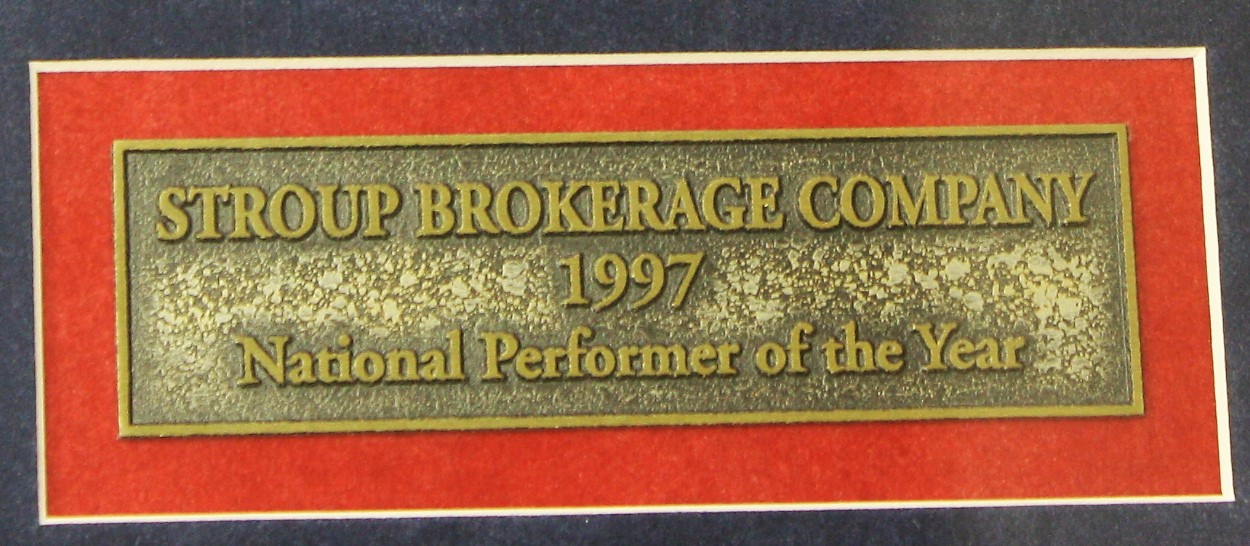 STROUP BROKERAGE COMPANY
1997
National Performer of the Year